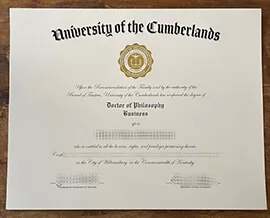 University of the Cumberlands
Upon the Recommendation of the Faculty and by the authority of the
Board of Trustees, University of the Cumberlands has conferred the degree of
Doctor of Philosophy
Business
upon
who is entitled to all the honors, rights, and privileges pertaining thereto.
in the City of Williamsburg, in the Commonwealth of Kentucky